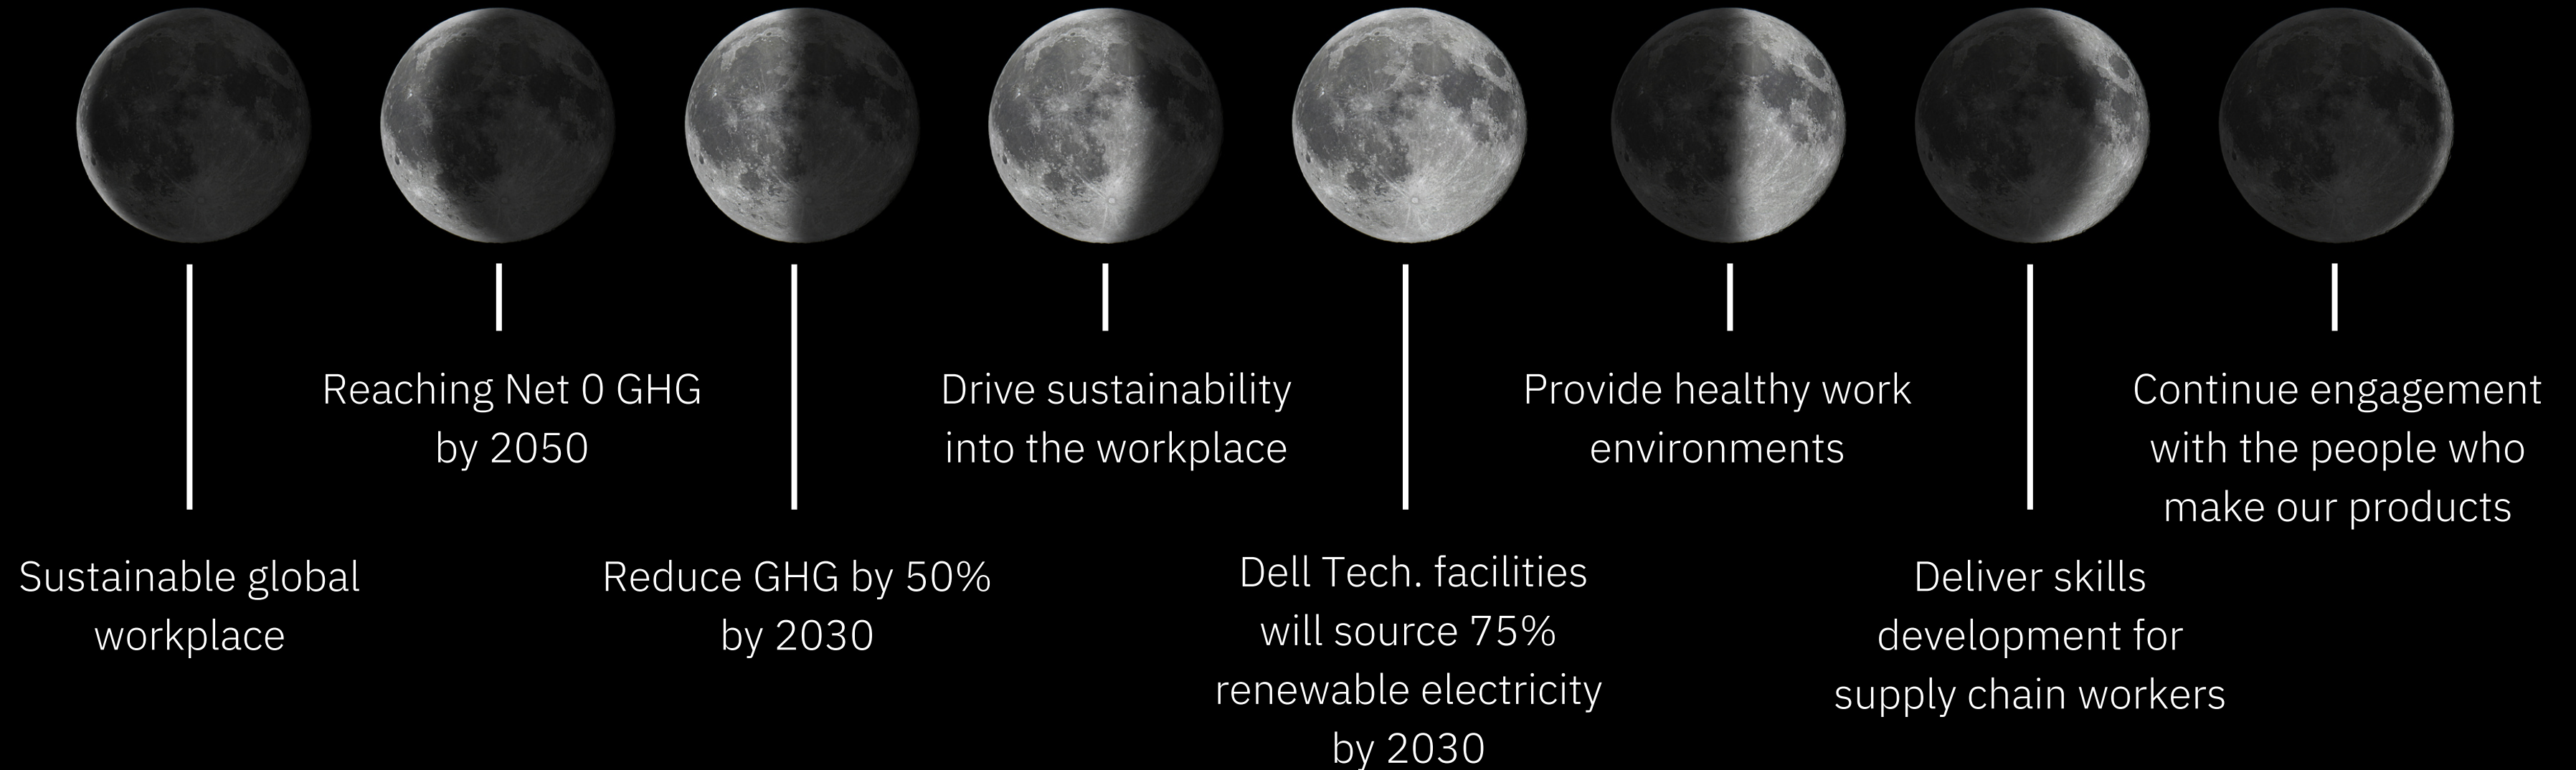 Sustainable global
workplace
Reaching Net 0 GHG
by 2050
Reduce GHG by 50%
by 2030
Drive sustainability
into the workplace
Dell Tech. facilities
will source 75%
renewable electricity
by 2030
Provide healthy work
environments
Deliver skills
development for
supply chain workers
Continue engagement
with the people who
make our products